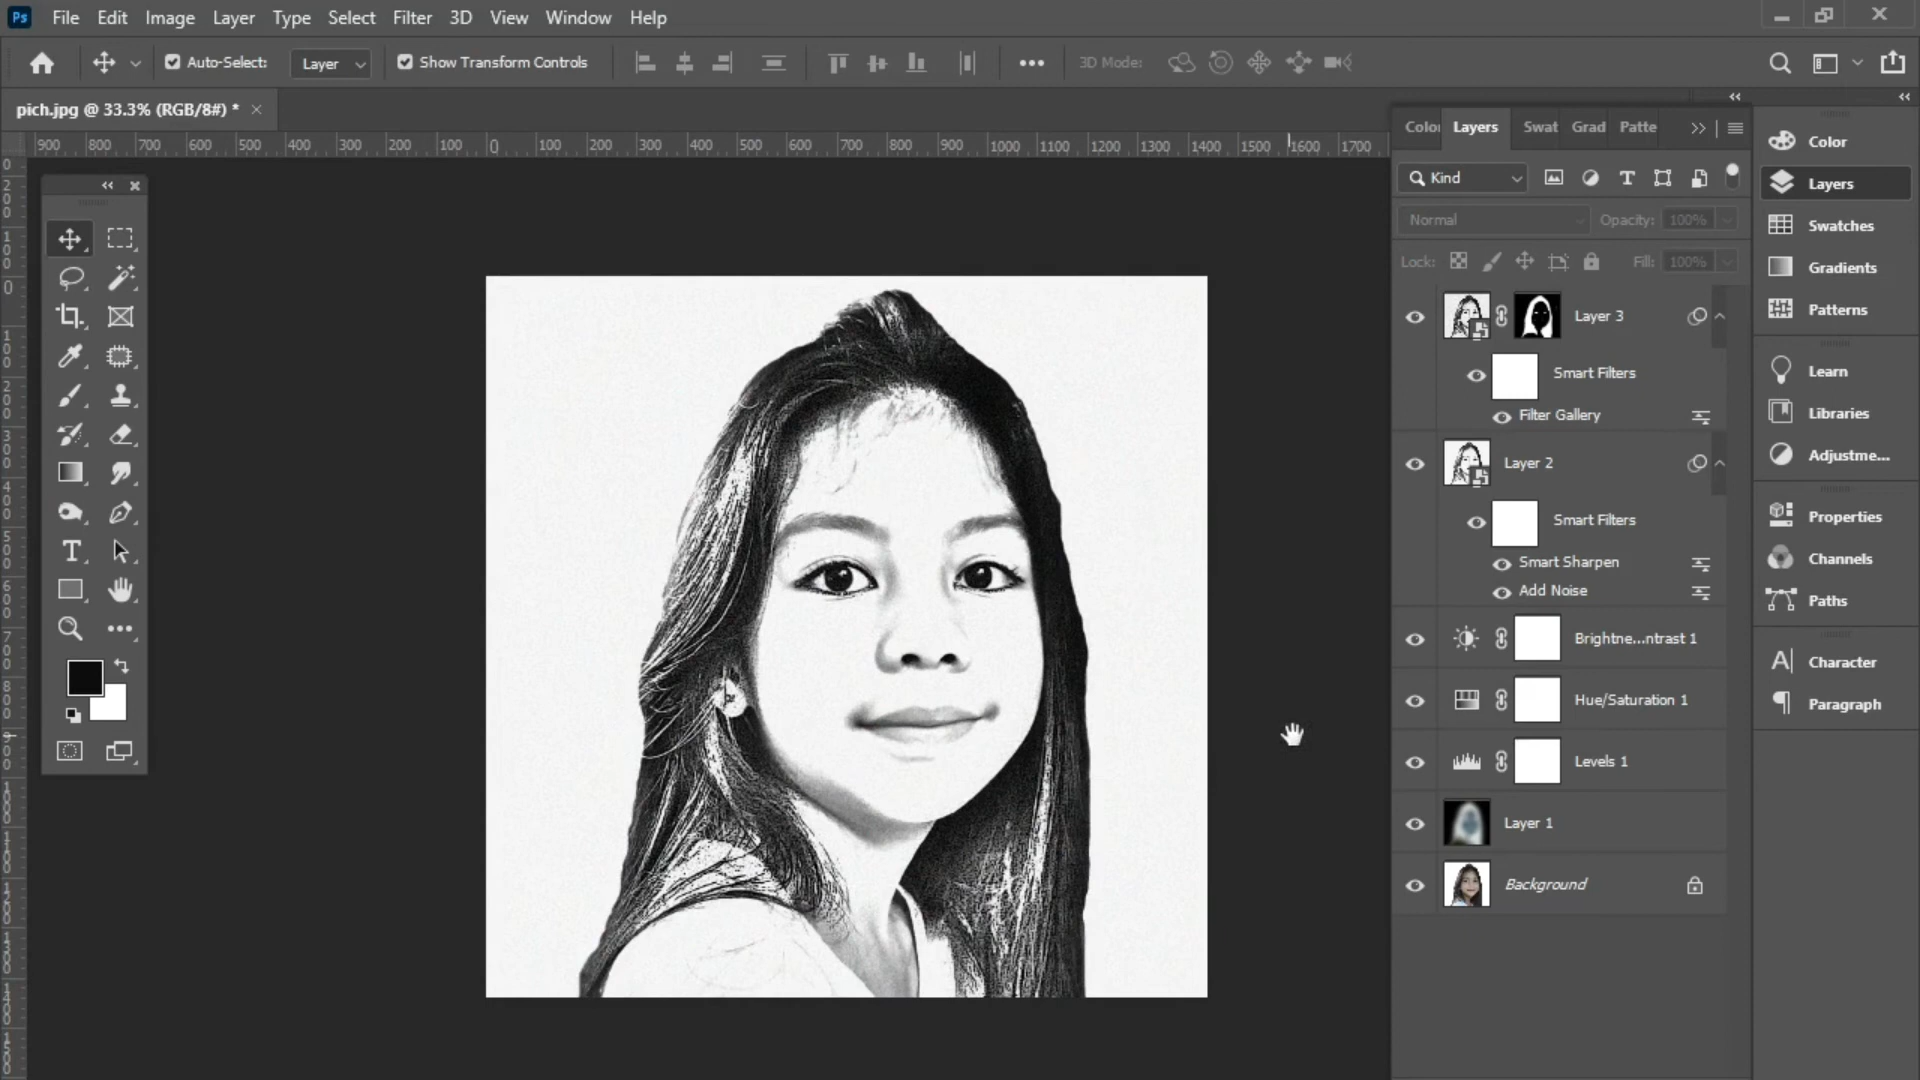 Ps File Edit Image Layer Type Select Filter 3D View Window Help
Auto-Select: Layer Show Transform Controls 3D Mode:
pich.jpg @ 33.3% (RGB/8#) *
900 800 700 600 500 400 300 200 100 0 100 200 300 400 500 600 700 800 900 1000 1100 1200 1300 1400 1500 1600 1700
Colo Layers Swat Grad Patte
Kind
Normal Opacity: 100%
Lock: Fill: 100%
Layer 3
Smart Filters
Filter Gallery
Layer 2
Smart Filters
Smart Sharpen
Add Noise
Brightne...ntrast 1
Hue/Saturation 1
Levels 1
Layer 1
Background
Color
Layers
Swatches
Gradients
Patterns
Learn
Libraries
Adjustme...
Properties
Channels
Paths
Character
Paragraph